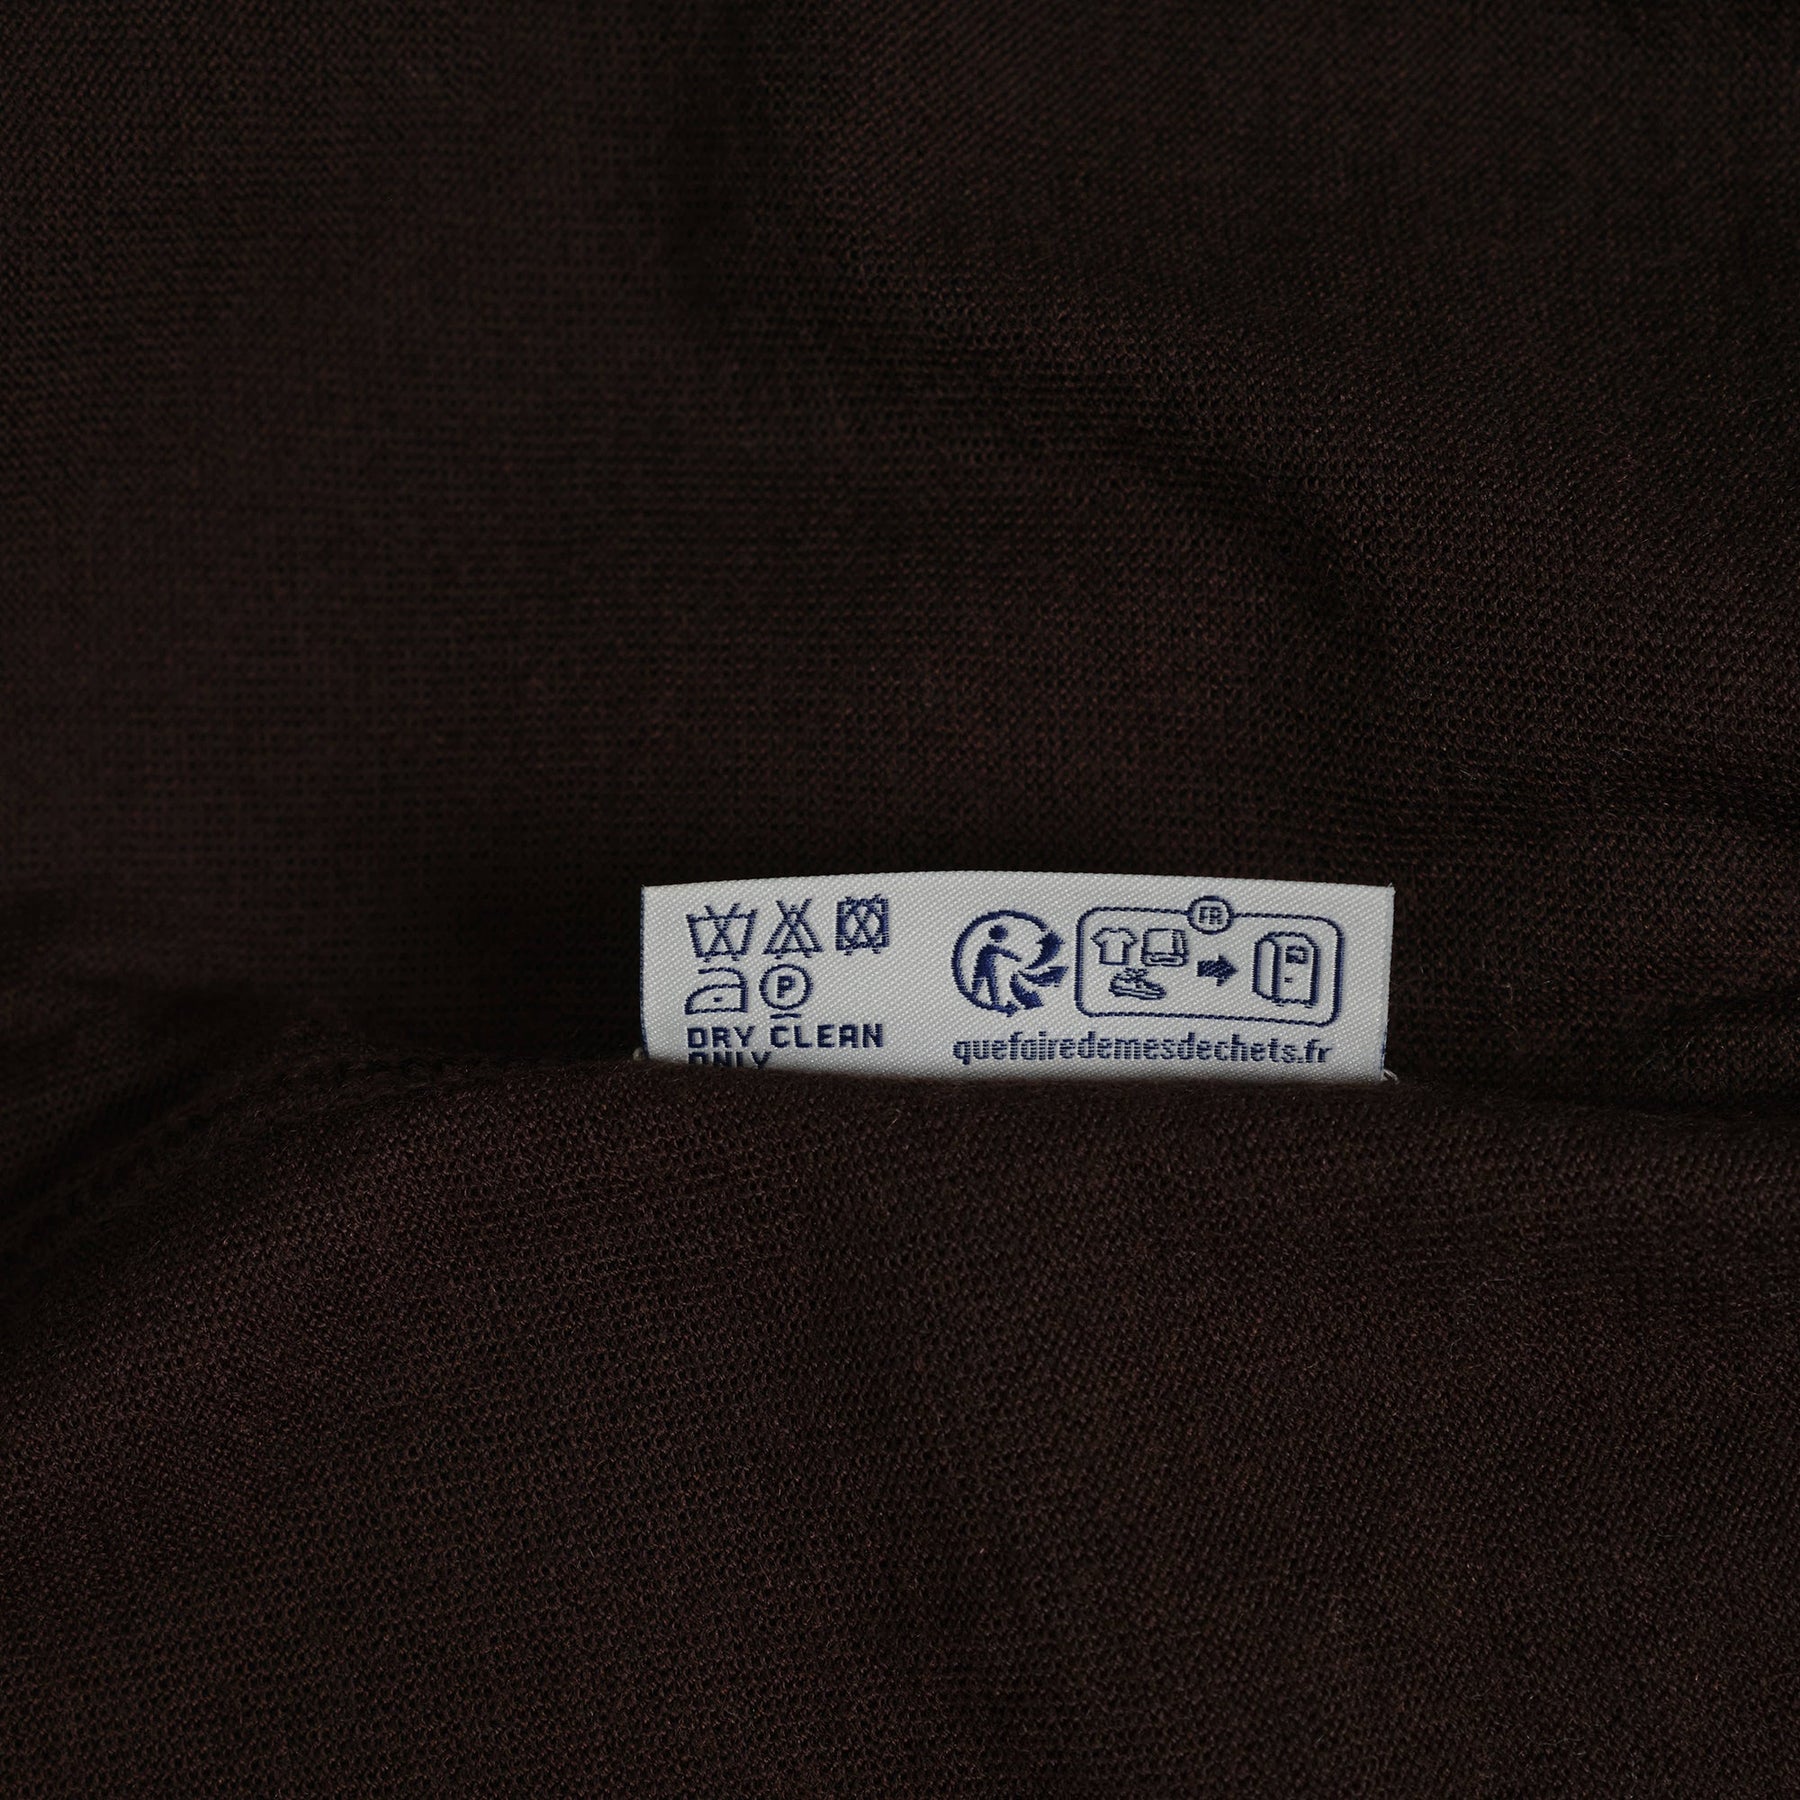 FR
P
DRY CLEAN
ONLY
quefairedemesdechets.fr